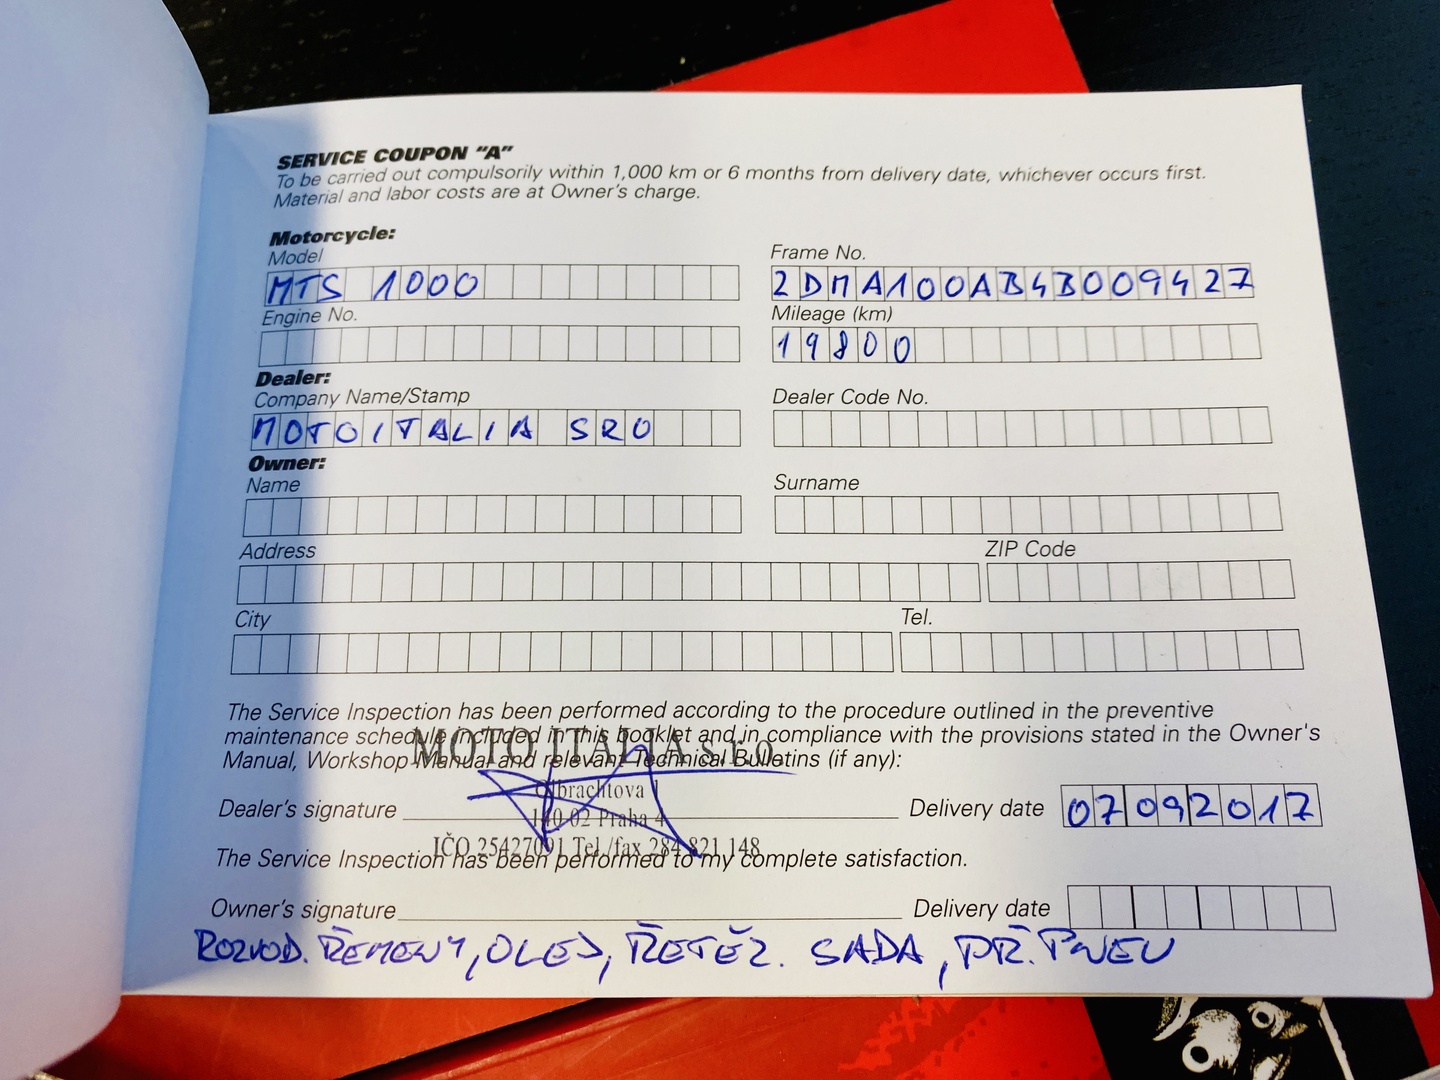 SERVICE COUPON "A"
To be carried out compulsorily within 1,000 km or 6 months from delivery date, whichever occurs first.
Material and labor costs are at Owner's charge.
Motorcycle:
Model
Frame No.
MTS 1000
2DMA100AB4B009427
Engine No.
Mileage (km)
19800
Dealer:
Company Name/Stamp
Dealer Code No.
MOTOITALIA SRO
Owner:
Name
Surname
Address
ZIP Code
City
Tel.
The Service Inspection has been performed according to the procedure outlined in the preventive
maintenance schedule included in this booklet and in compliance with the provisions stated in the Owner's
Manual, Workshop Manual and relevant Technical Bulletins (if any):
MOTO ITALIA s.r.o.
Olbrachtova 1
140 02 Praha 4
IČO 25427091 Tel./fax 284 821 148
Dealer's signature
Delivery date
07092017
The Service Inspection has been performed to my complete satisfaction.
Owner's signature
Delivery date
ROZVOD. ŘEMENY, OLEJ, ŘETĚZ. SADA, PŘ. PNEU